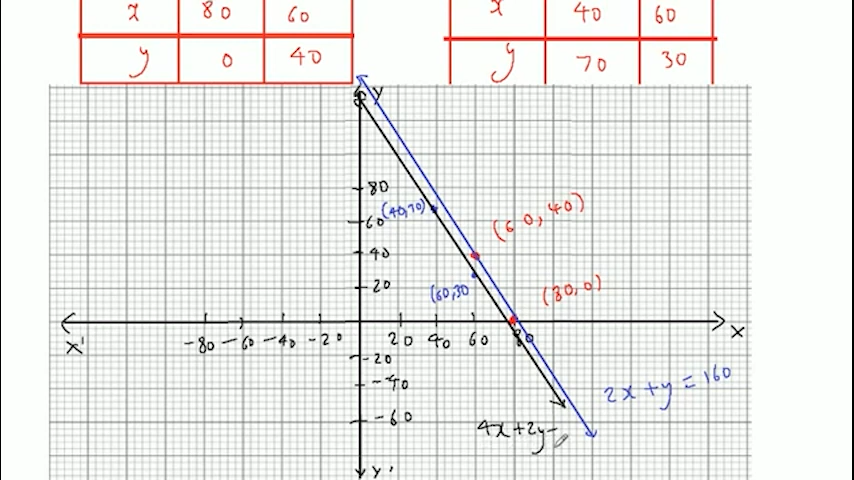 x 80 60
x 40 60
y 0 40
y 70 30
Y
80
(40,70)
60
(60,40)
40
20
(60,30
(80,0)
X' -80 -60 -40 -20 20 40 60 80 X
-20
-40
2x+y=160
-60
4x+2y=
Y'